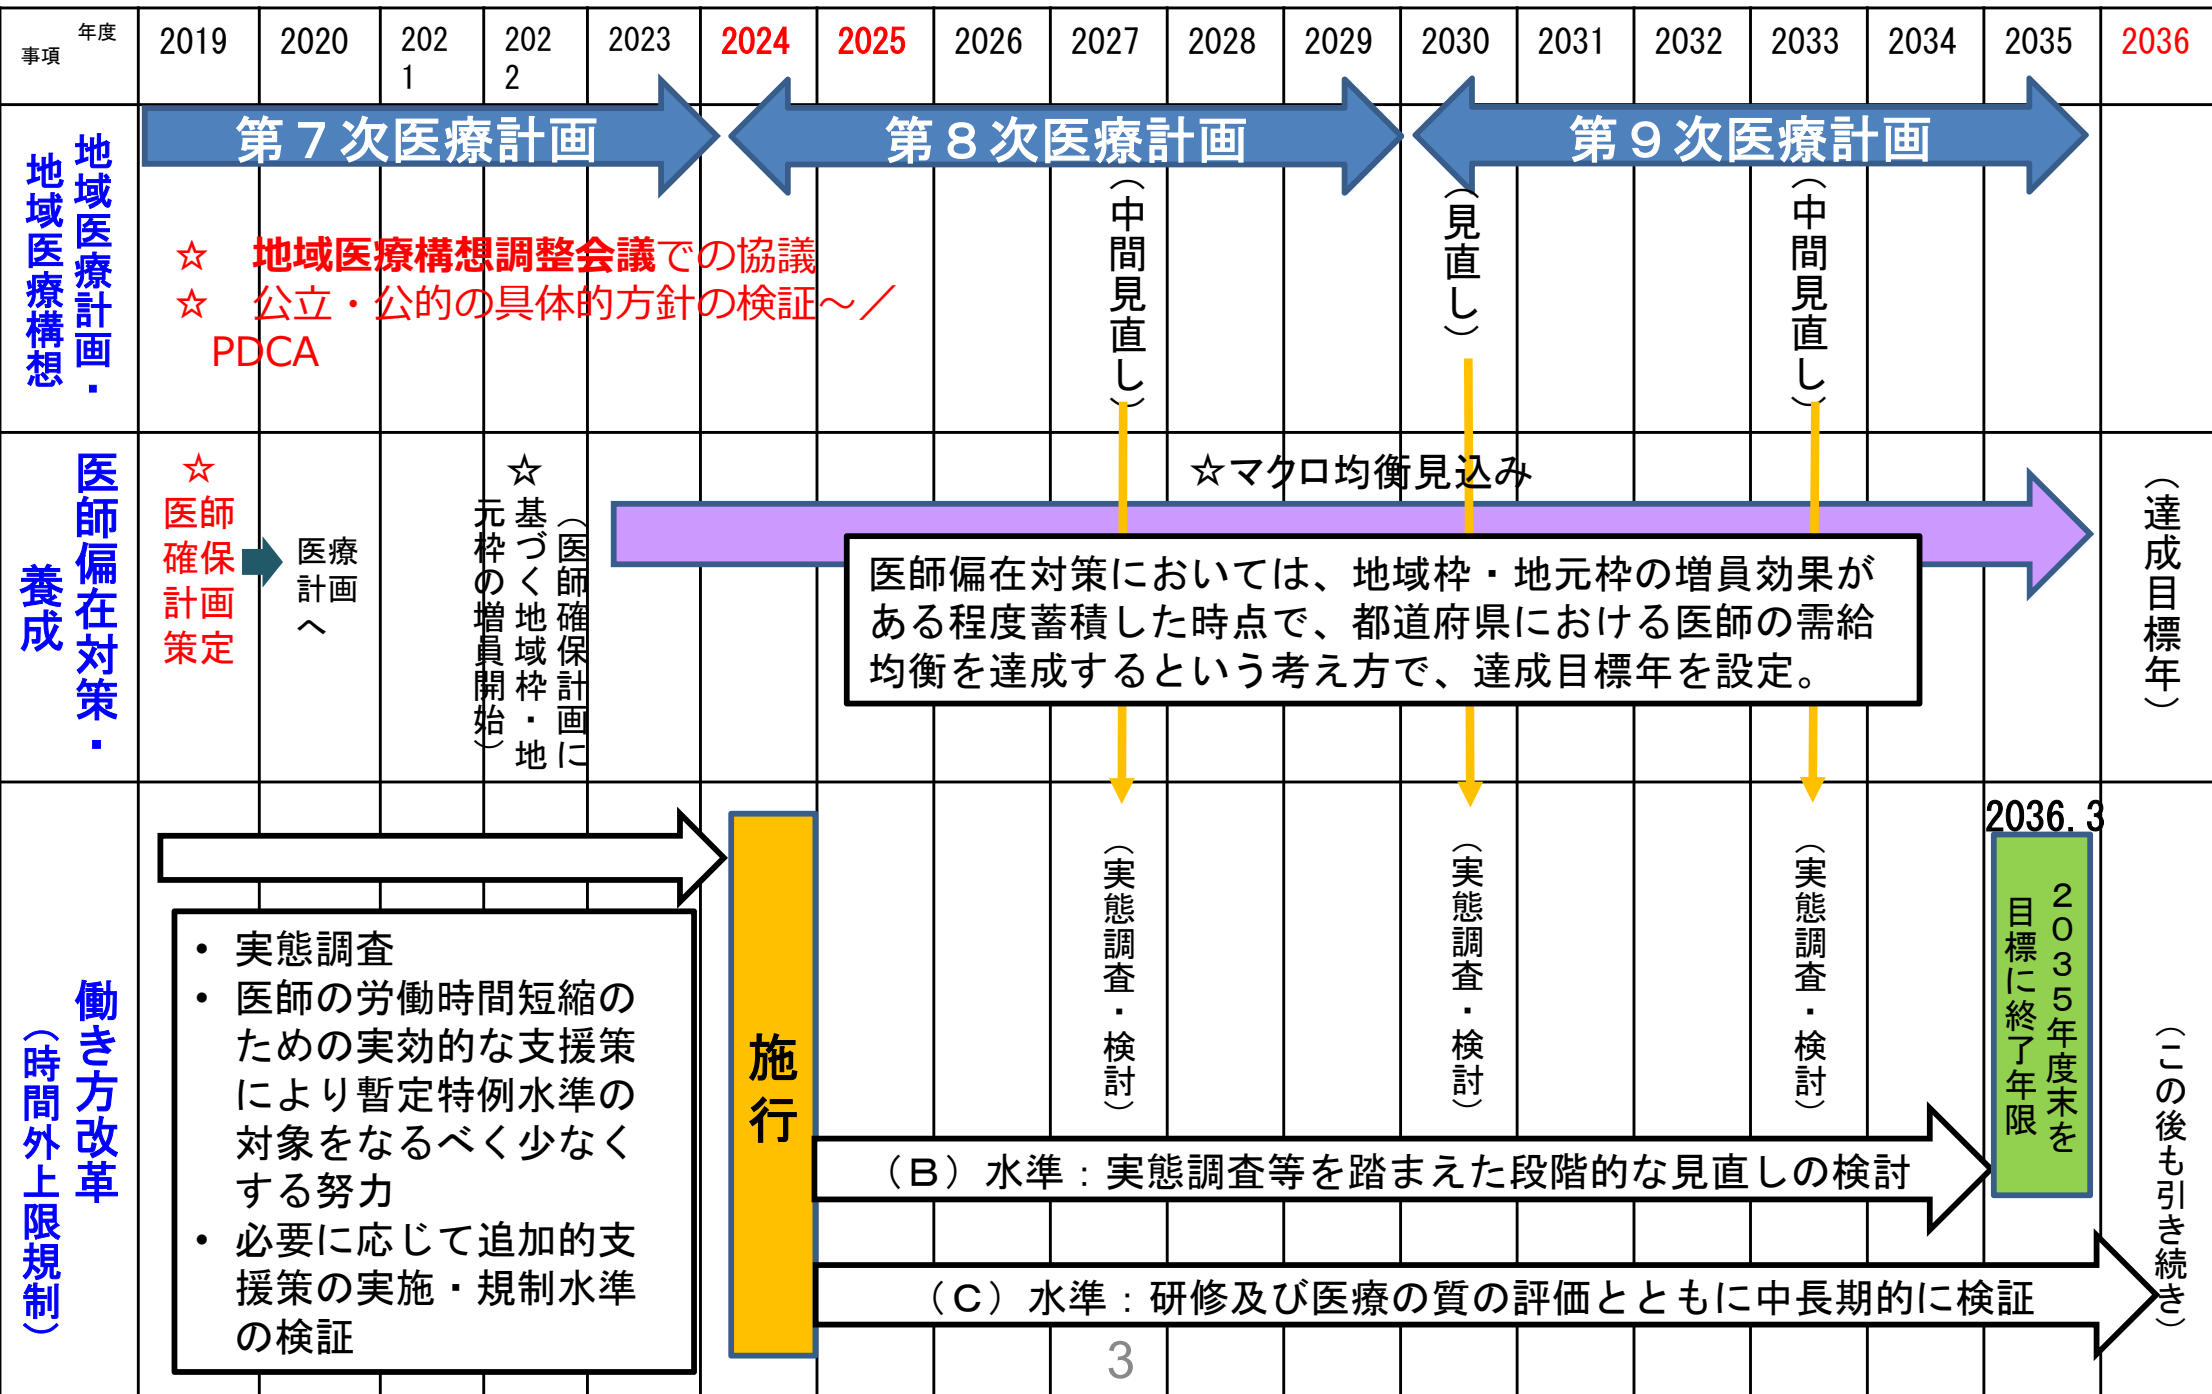 年度
事項
2019
2020
202
1
202
2
2023
2024
2025
2026
2027
2028
2029
2030
2031
2032
2033
2034
2035
2036
地域医療計画・
地域医療構想
第７次医療計画
第８次医療計画
第９次医療計画
☆　地域医療構想調整会議での協議
☆　公立・公的の具体的方針の検証～／
PDCA
（中間見直し）
（見直し）
（中間見直し）
医師偏在対策・
養成
☆
医師
確保
計画
策定
医療
計画
へ
☆
（医師確保計画に
基づく地域枠・地
元枠の増員開始）
☆マクロ均衡見込み
医師偏在対策においては、地域枠・地元枠の増員効果が
ある程度蓄積した時点で、都道府県における医師の需給
均衡を達成するという考え方で、達成目標年を設定。
（達成目標年）
働き方改革
（時間外上限規制）
・ 実態調査
・ 医師の労働時間短縮の
ための実効的な支援策
により暫定特例水準の
対象をなるべく少なく
する努力
・ 必要に応じて追加的支
援策の実施・規制水準
の検証
施行
（実態調査・検討）
（実態調査・検討）
（実態調査・検討）
2036.3
２０３５年度末を
目標に終了年限
（Ｂ）水準：実態調査等を踏まえた段階的な見直しの検討
（Ｃ）水準：研修及び医療の質の評価とともに中長期的に検証
（この後も引き続き）
3